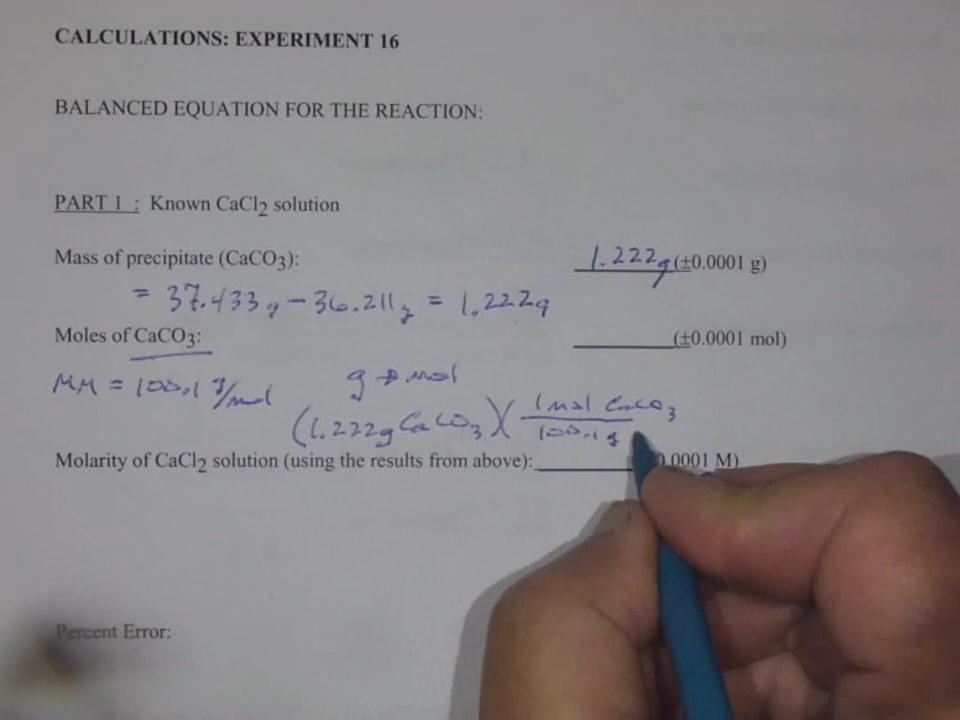 CALCULATIONS: EXPERIMENT 16
BALANCED EQUATION FOR THE REACTION:
PART 1 : Known CaCl₂ solution
Mass of precipitate (CaCO₃): 1.222g (±0.0001 g)
= 37.433g - 36.211g = 1.222g
Moles of CaCO₃: (±0.0001 mol)
MM = 100.1 g/mol g → mol
(1.222g CaCO₃)(1mol CaCO₃
100.1g
Molarity of CaCl₂ solution (using the results from above): 0.0001 M)
Percent Error: